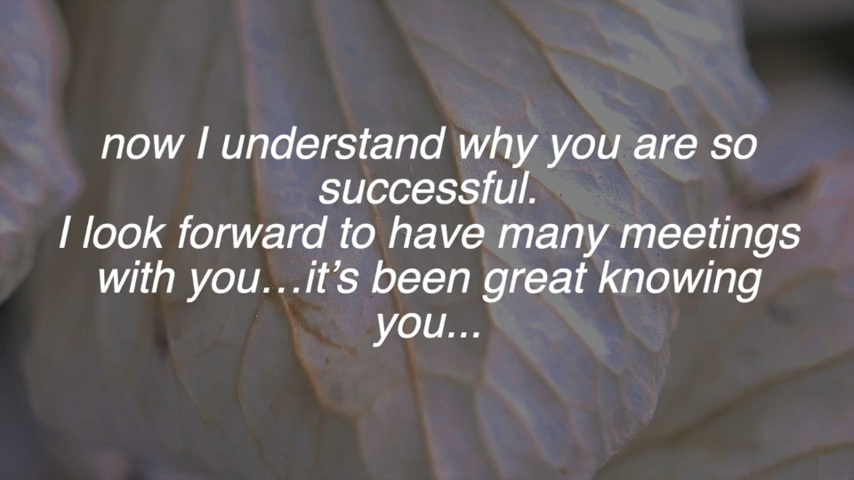 now I understand why you are so
successful.
I look forward to have many meetings
with you…it’s been great knowing
you...